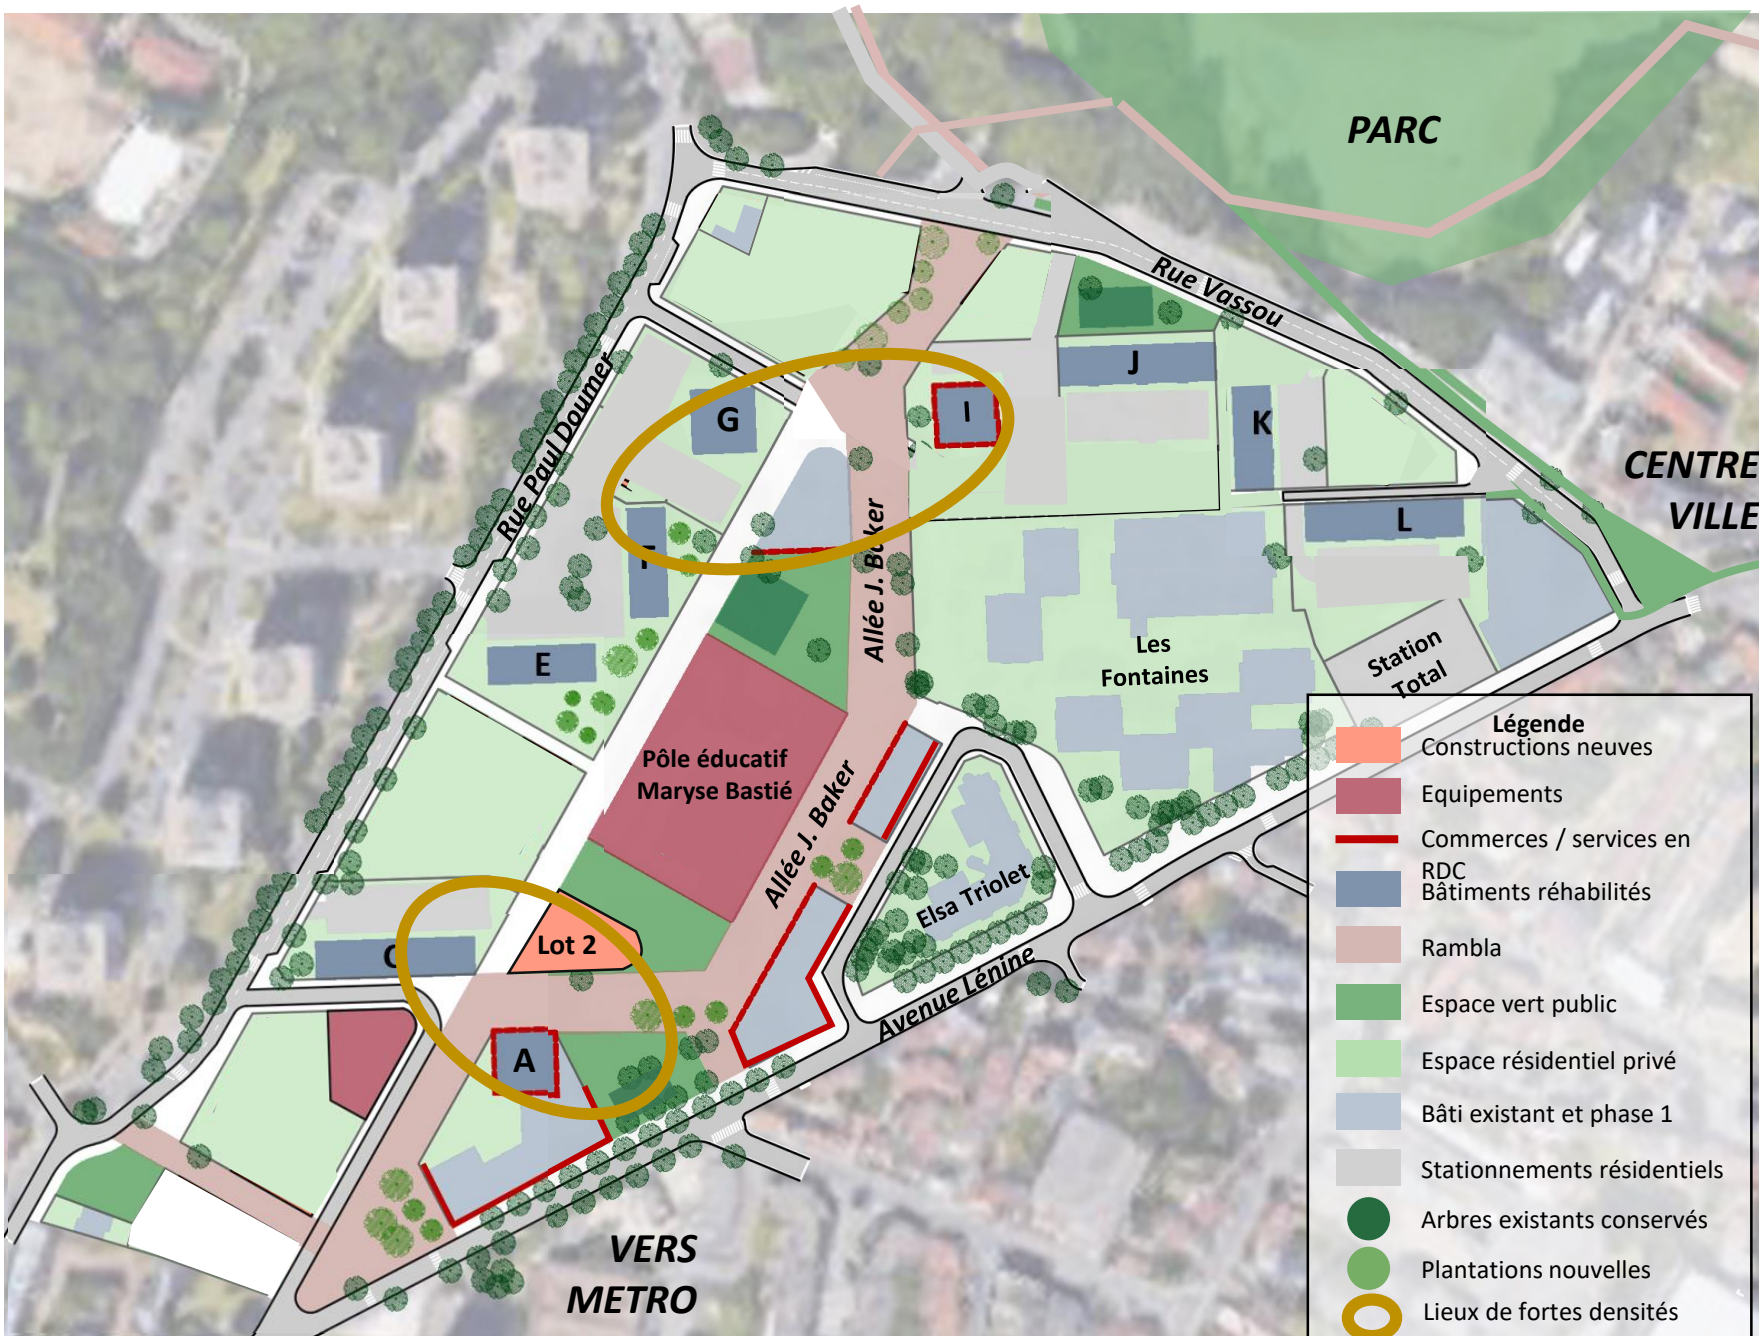 PARC
Rue Vassou
Rue Paul Doumer
G
I
J
K
CENTRE
VILLE
L
F
Allée J. Baker
E
Les
Fontaines
Station
Total
Pôle éducatif
Maryse Bastié
Allée J. Baker
Elsa Triolet
Lot 2
C
Avenue Lénine
A
VERS
METRO
Légende
Constructions neuves
Equipements
Commerces / services en
RDC
Bâtiments réhabilités
Rambla
Espace vert public
Espace résidentiel privé
Bâti existant et phase 1
Stationnements résidentiels
Arbres existants conservés
Plantations nouvelles
Lieux de fortes densités